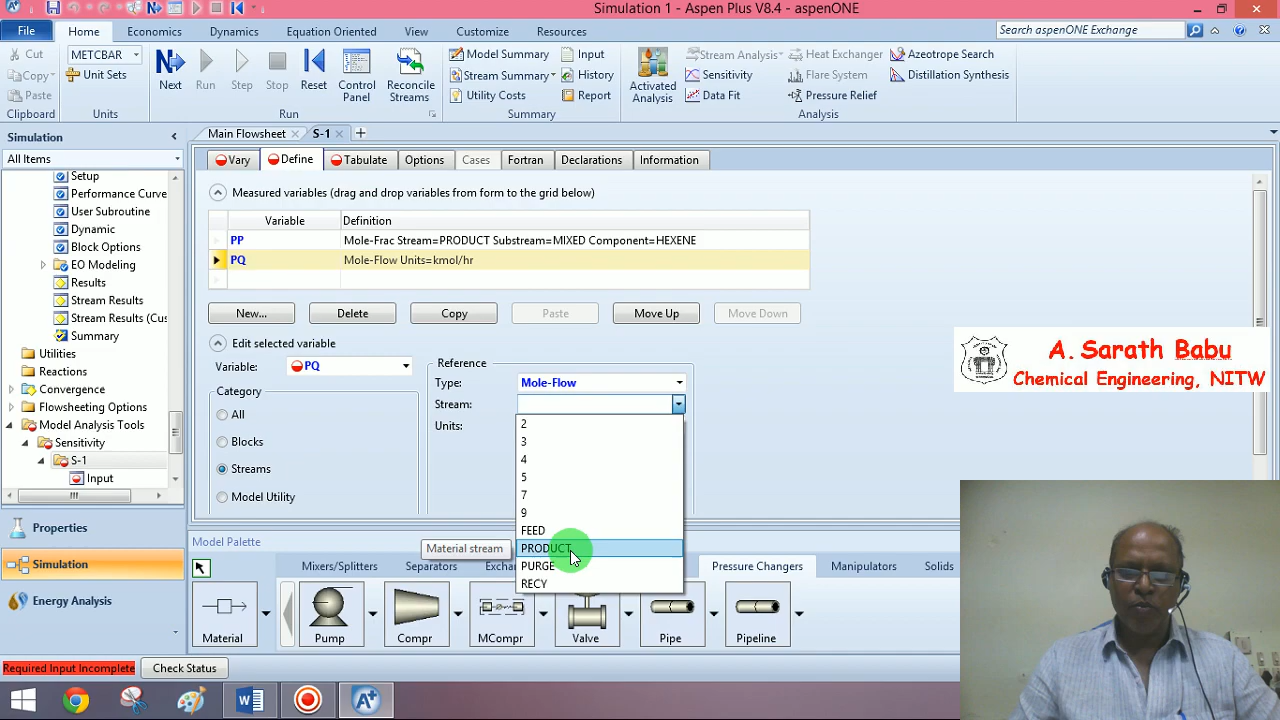 Simulation 1 - Aspen Plus V8.4 - aspenONE
File
Home
Economics
Dynamics
Equation Oriented
View
Customize
Resources
Search aspenONE Exchange
Cut
Copy
Paste
Clipboard
METCBAR
Unit Sets
Units
Next
Run
Step
Stop
Reset
Control Panel
Reconcile Streams
Run
Model Summary
Stream Summary
Utility Costs
Input
History
Report
Summary
Activated Analysis
Stream Analysis
Sensitivity
Data Fit
Heat Exchanger
Flare System
Pressure Relief
Azeotrope Search
Distillation Synthesis
Analysis
Simulation
All Items
Setup
Performance Curve
User Subroutine
Dynamic
Block Options
EO Modeling
Results
Stream Results
Stream Results (Cus
Summary
Utilities
Reactions
Convergence
Flowsheeting Options
Model Analysis Tools
Sensitivity
S-1
Input
Properties
Simulation
Energy Analysis
Main Flowsheet
S-1
Vary
Define
Tabulate
Options
Cases
Fortran
Declarations
Information
Measured variables (drag and drop variables from form to the grid below)
Variable Definition
PP Mole-Frac Stream=PRODUCT Substream=MIXED Component=HEXENE
PQ Mole-Flow Units=kmol/hr
New...
Delete
Copy
Paste
Move Up
Move Down
Edit selected variable
Variable: PQ
Category
All
Blocks
Streams
Model Utility
Reference
Type: Mole-Flow
Stream:
Units:
2
3
4
5
7
9
FEED
PRODUCT
PURGE
RECY
Material stream
A. Sarath Babu
Chemical Engineering, NITW
Model Palette
Mixers/Splitters
Separators
Exchan
Pressure Changers
Manipulators
Solids
Material
Pump
Compr
MCompr
Valve
Pipe
Pipeline
Required Input Incomplete
Check Status